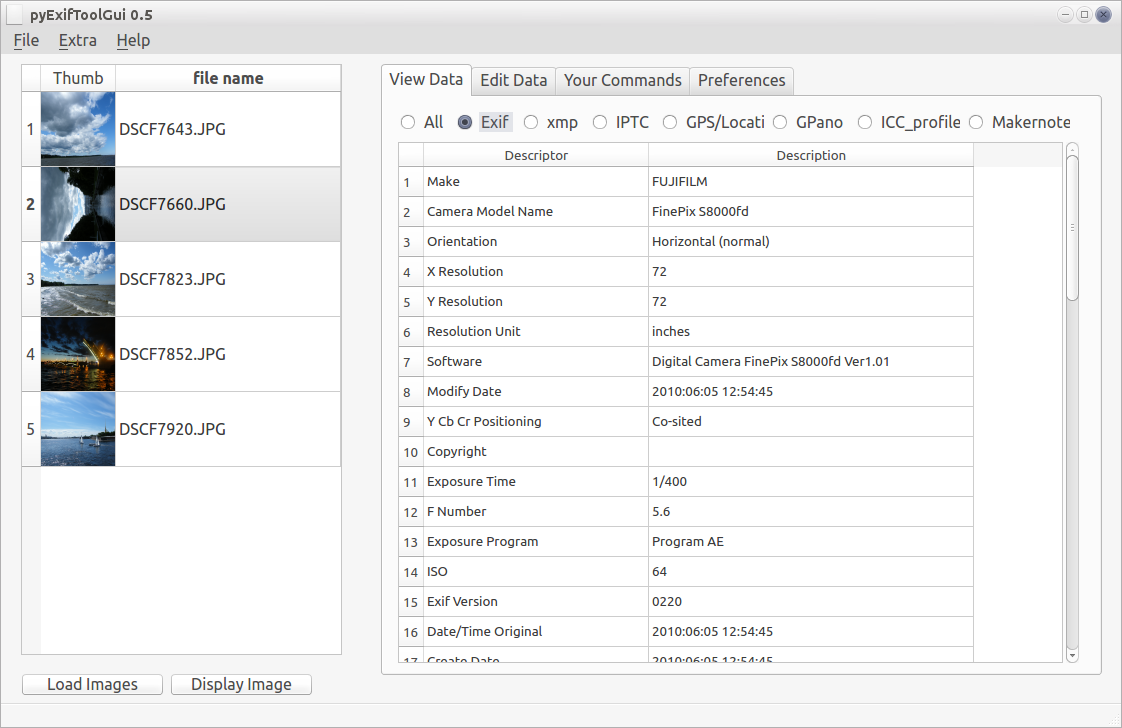 pyExifToolGui 0.5
File Extra Help
Thumb file name
1 DSCF7643.JPG
2 DSCF7660.JPG
3 DSCF7823.JPG
4 DSCF7852.JPG
5 DSCF7920.JPG
Load Images Display Image
View Data Edit Data Your Commands Preferences
All Exif xmp IPTC GPS/Locati GPano ICC_profile Makernote
Descriptor Description
1 Make FUJIFILM
2 Camera Model Name FinePix S8000fd
3 Orientation Horizontal (normal)
4 X Resolution 72
5 Y Resolution 72
6 Resolution Unit inches
7 Software Digital Camera FinePix S8000fd Ver1.01
8 Modify Date 2010:06:05 12:54:45
9 Y Cb Cr Positioning Co-sited
10 Copyright
11 Exposure Time 1/400
12 F Number 5.6
13 Exposure Program Program AE
14 ISO 64
15 Exif Version 0220
16 Date/Time Original 2010:06:05 12:54:45
17 Create Date 2010:06:05 12:54:45